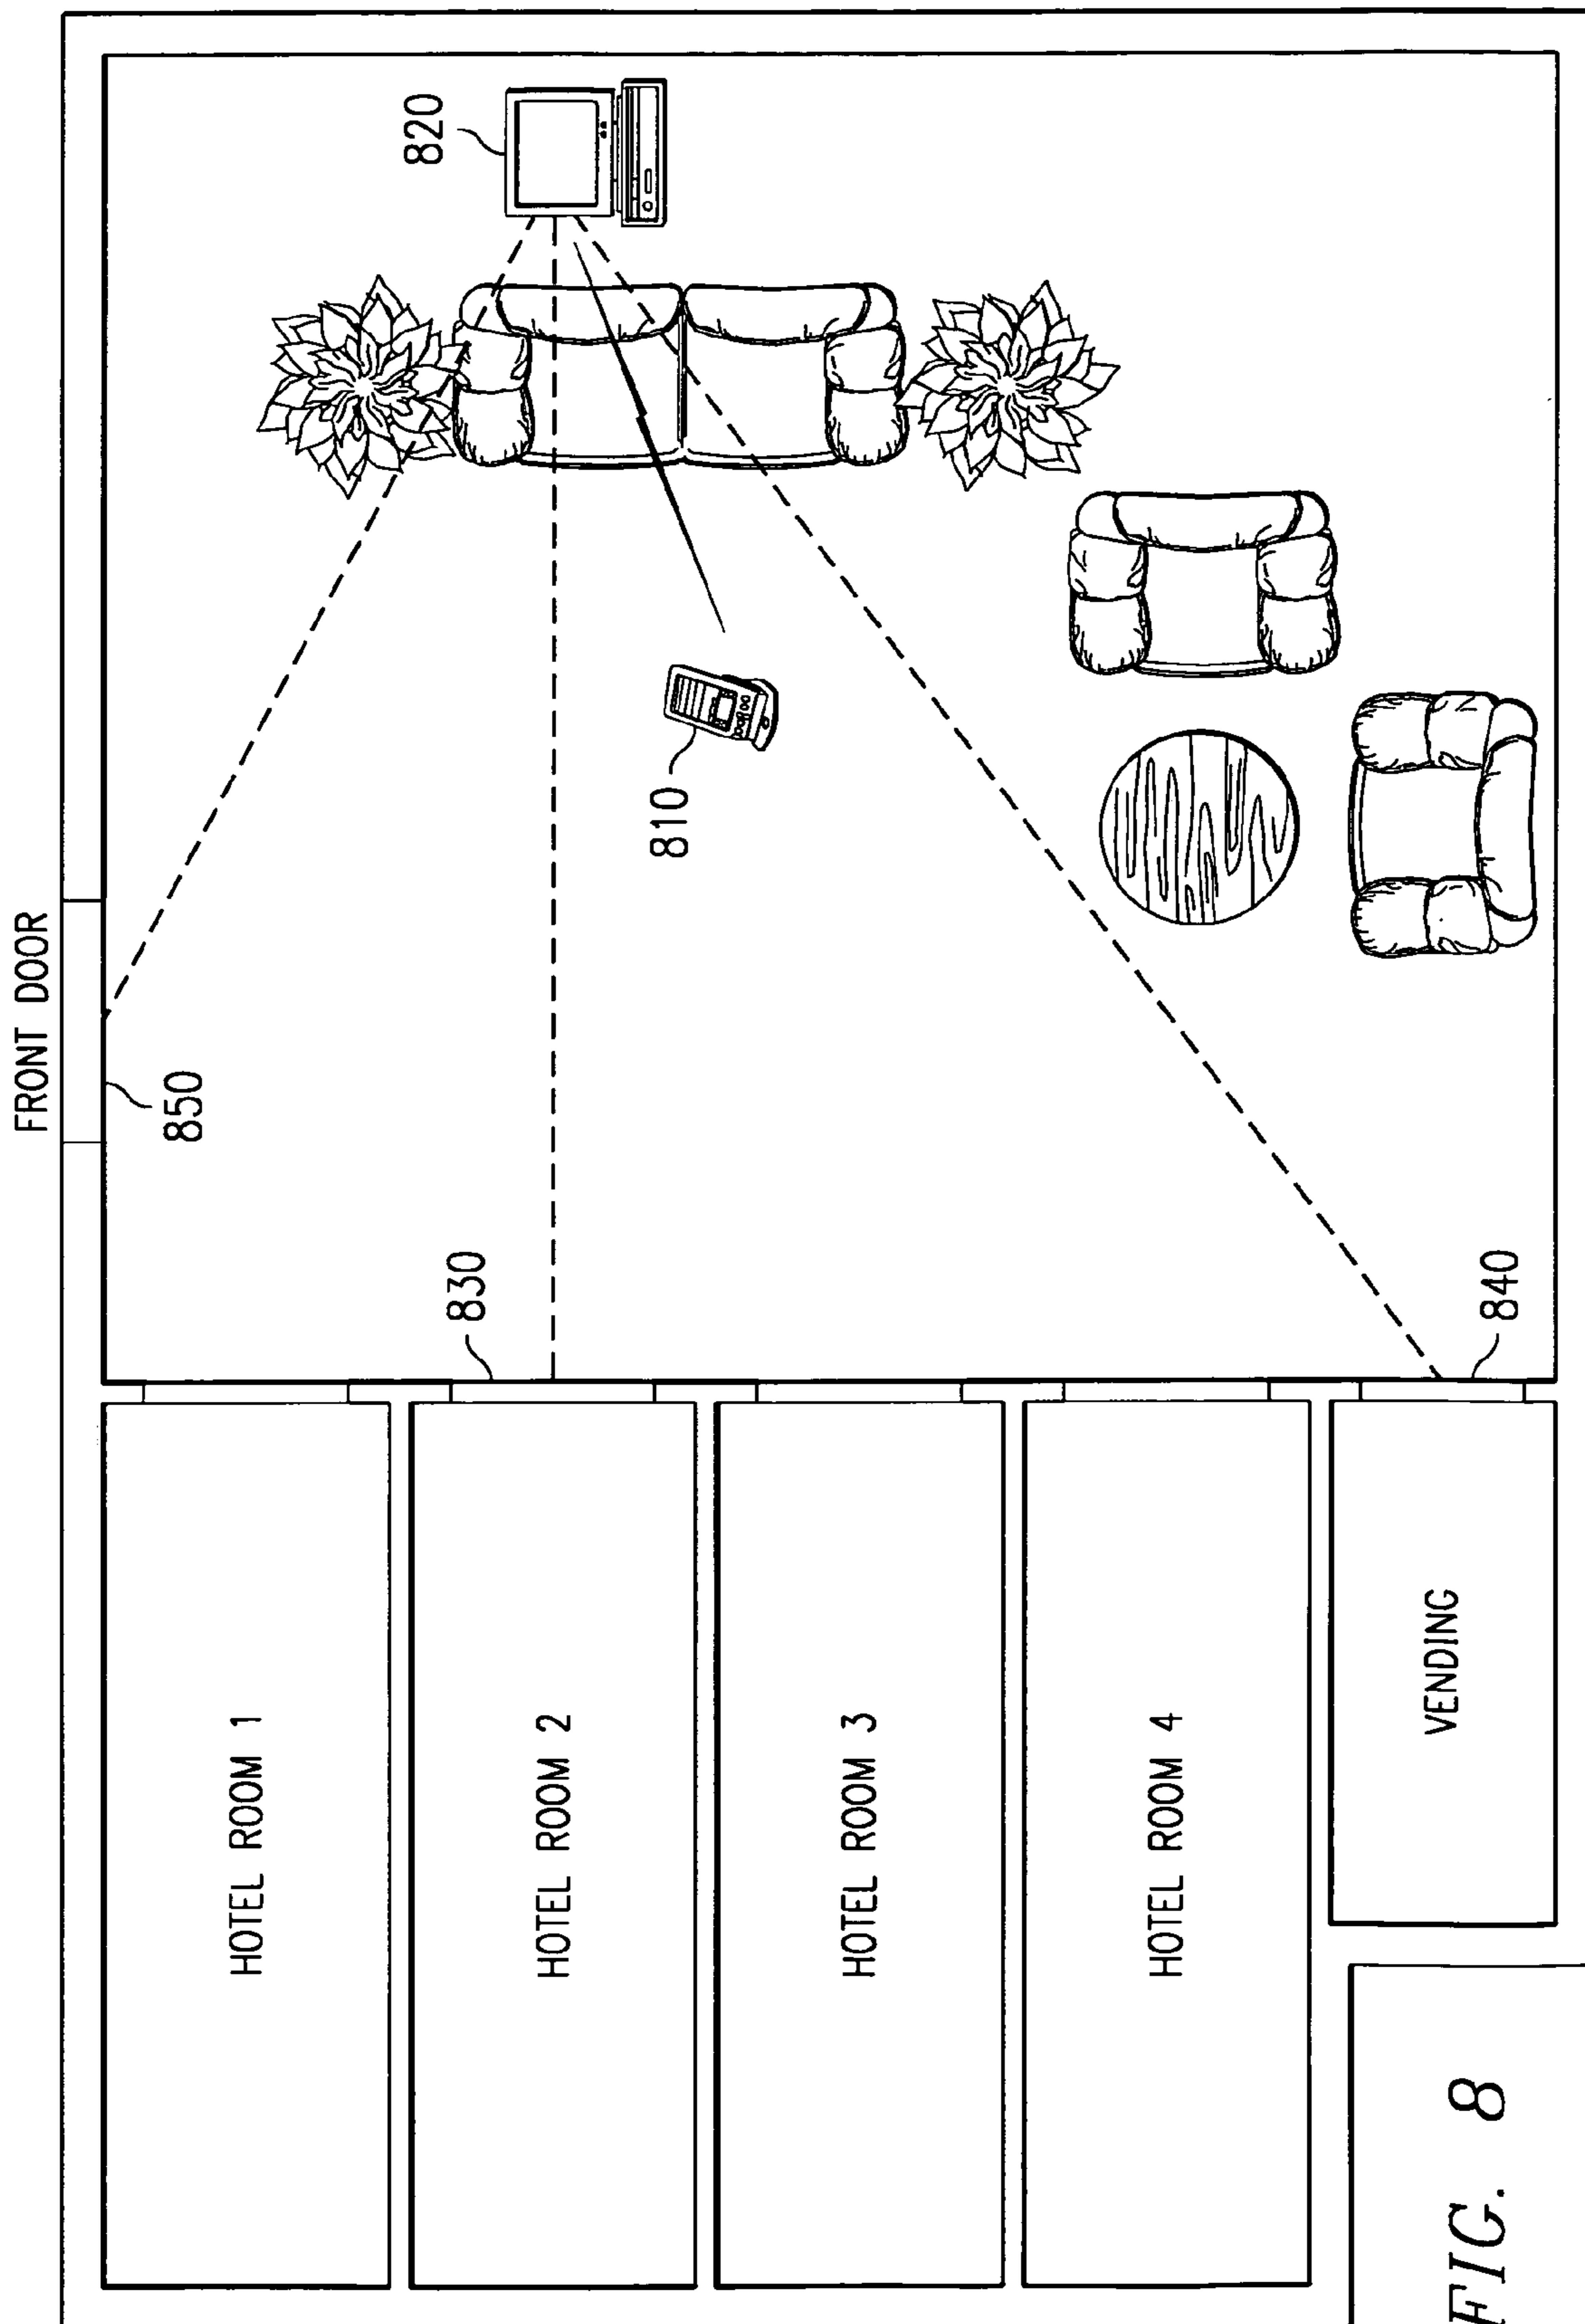 FRONT DOOR
850
820
810
830
840
HOTEL ROOM 1
HOTEL ROOM 2
HOTEL ROOM 3
HOTEL ROOM 4
VENDING
FIG. 8